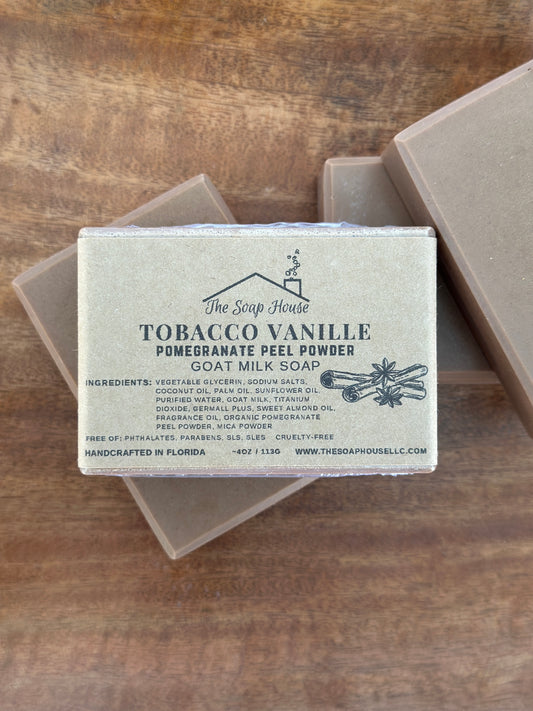 The Soap House
TOBACCO VANILLE
POMEGRANATE PEEL POWDER
GOAT MILK SOAP
INGREDIENTS: VEGETABLE GLYCERIN, SODIUM SALTS,
COCONUT OIL, PALM OIL, SUNFLOWER OIL,
PURIFIED WATER, GOAT MILK, TITANIUM
DIOXIDE, GERMALL PLUS, SWEET ALMOND OIL,
FRAGRANCE OIL, ORGANIC POMEGRANATE
PEEL POWDER, MICA POWDER
FREE OF: PHTHALATES, PARABENS, SLS, SLES CRUELTY-FREE
HANDCRAFTED IN FLORIDA ~4OZ / 113G WWW.THESOAPHOUSELLC.COM